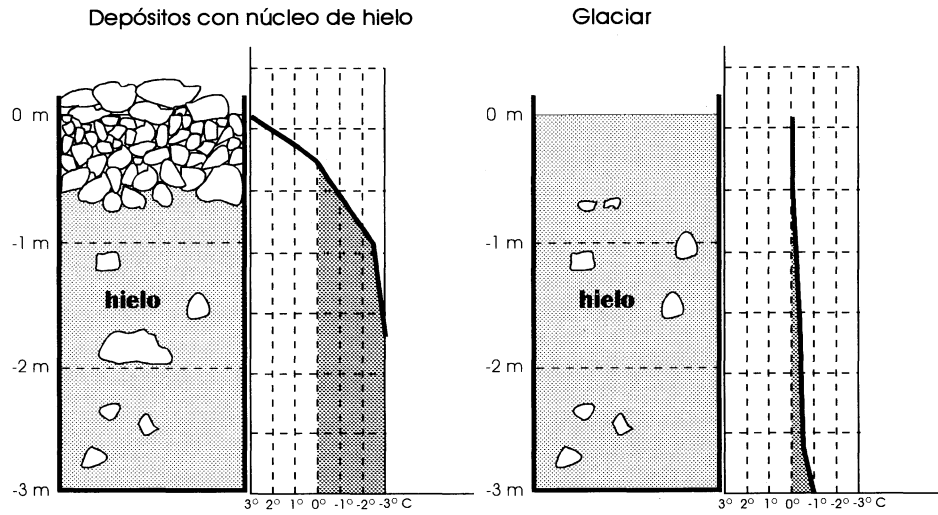 Depósitos con núcleo de hielo
Glaciar
0 m
-1 m
hielo
-2 m
-3 m
3° 2° 1° 0° -1° -2° -3° C
0 m
-1 m
hielo
-2 m
-3 m
3° 2° 1° 0° -1° -2° -3° C